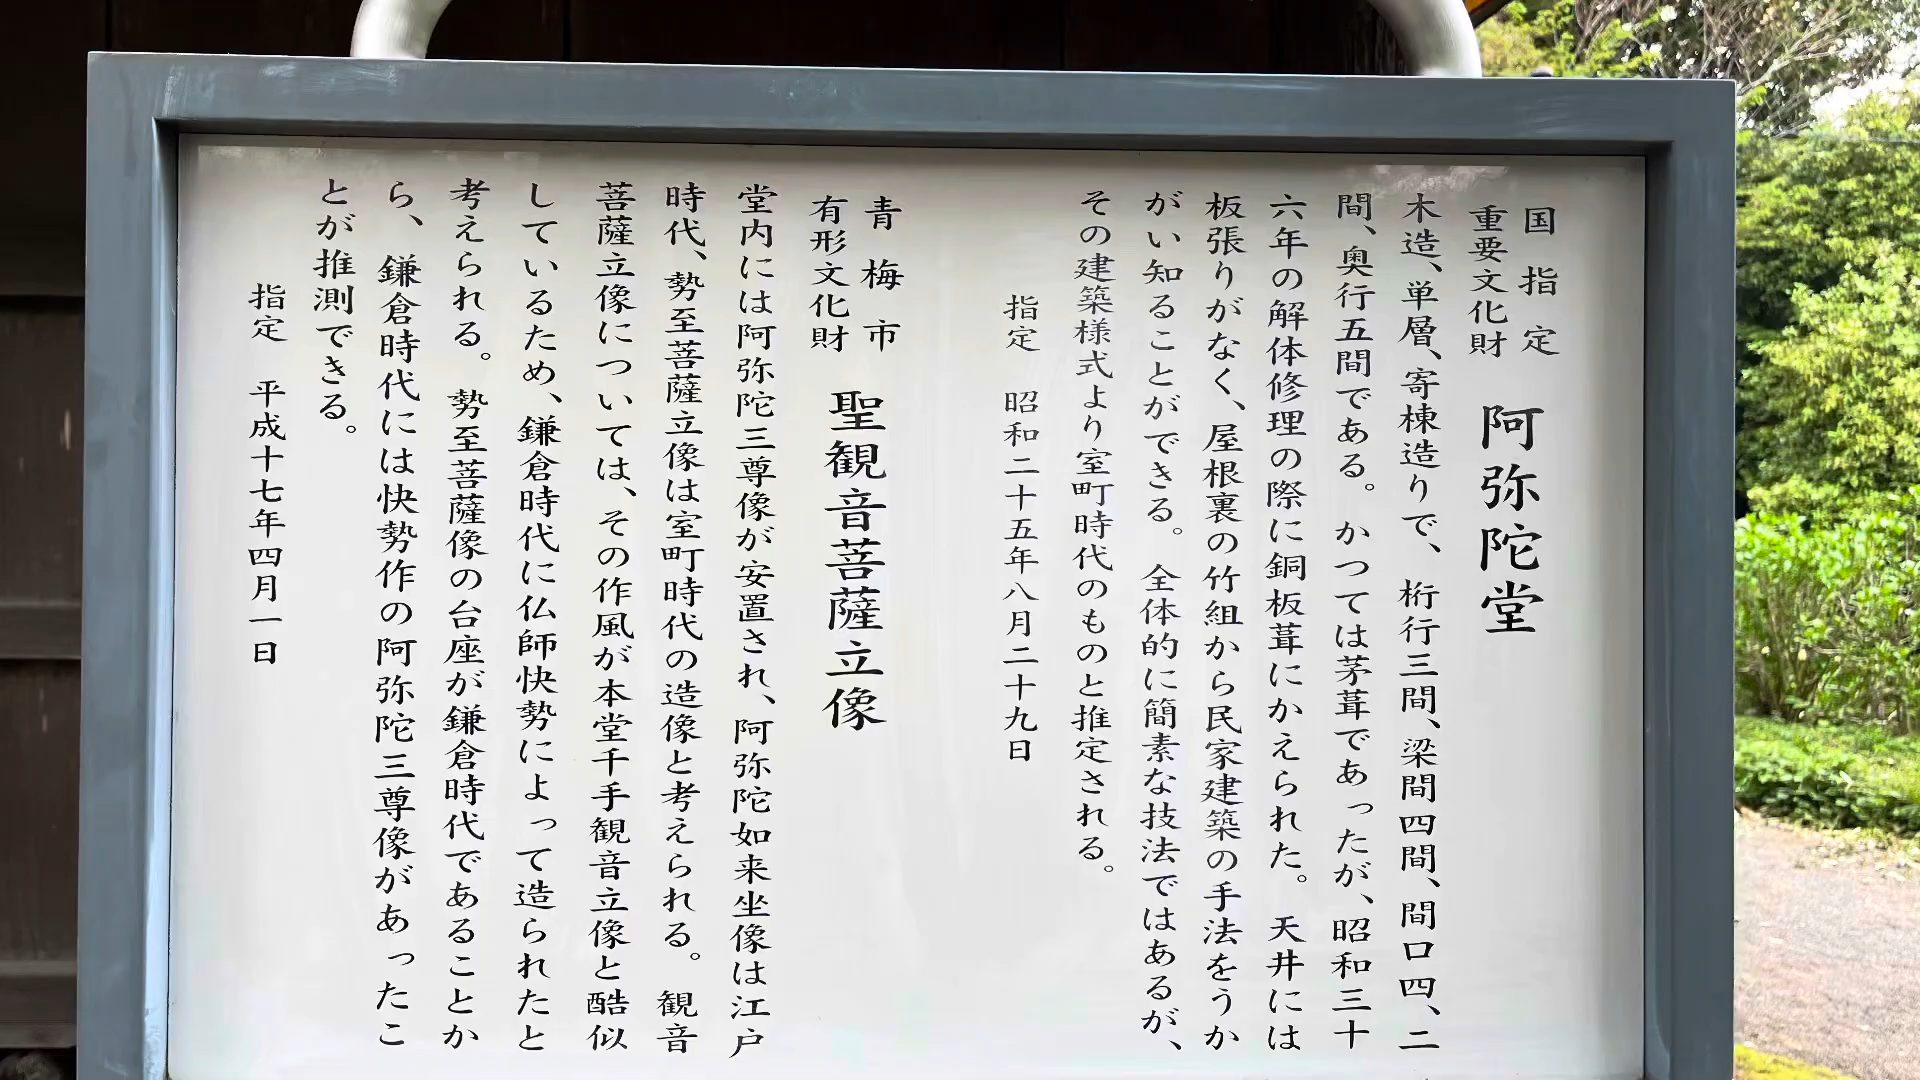 国指定
重要文化財
阿弥陀堂
木造、単層、寄棟造りで、桁行三間、梁間四間、間口四、二
間、奥行五間である。かつては茅葺であったが、昭和三十
六年の解体修理の際に銅板葺にかえられた。天井には
板張りがなく、屋根裏の竹組から民家建築の手法をうか
がい知ることができる。全体的に簡素な技法ではあるが、
その建築様式より室町時代のものと推定される。
指定 昭和二十五年八月二十九日
青梅市
有形文化財
聖観音菩薩立像
堂内には阿弥陀三尊像が安置され、阿弥陀如来坐像は江戸
時代、勢至菩薩立像は室町時代の造像と考えられる。観音
菩薩立像については、その作風が本堂千手観音立像と酷似
しているため、鎌倉時代に仏師快勢によって造られたと
考えられる。勢至菩薩像の台座が鎌倉時代であることか
ら、鎌倉時代には快勢作の阿弥陀三尊像があったこ
とが推測できる。
指定 平成十七年四月一日